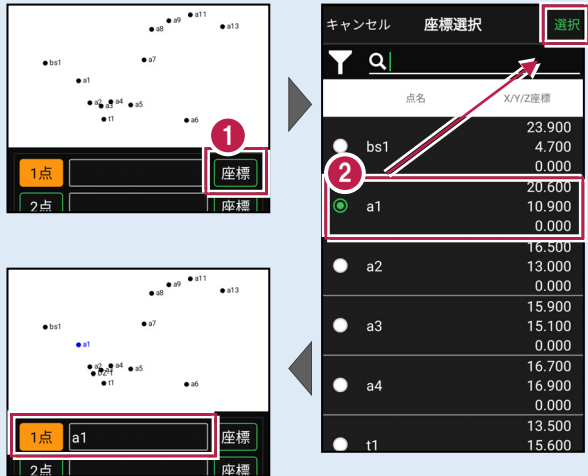 a11
a9
a8
a13
bs1
a7
a1
a2
a3
a4
a5
t1
a6
1
1点
座標
2点
座標
キャンセル 座標選択 選択
点名 X/Y/Z座標
23.900
bs1 4.700
0.000
2
20.600
a1 10.900
0.000
16.500
a2 13.000
0.000
15.900
a3 15.100
0.000
16.700
a4 16.900
0.000
13.500
t1 15.600
a11
a9
a8
a13
bs1
a7
a1
a4
a5
t1
a6
1点 a1 座標
2点 座標